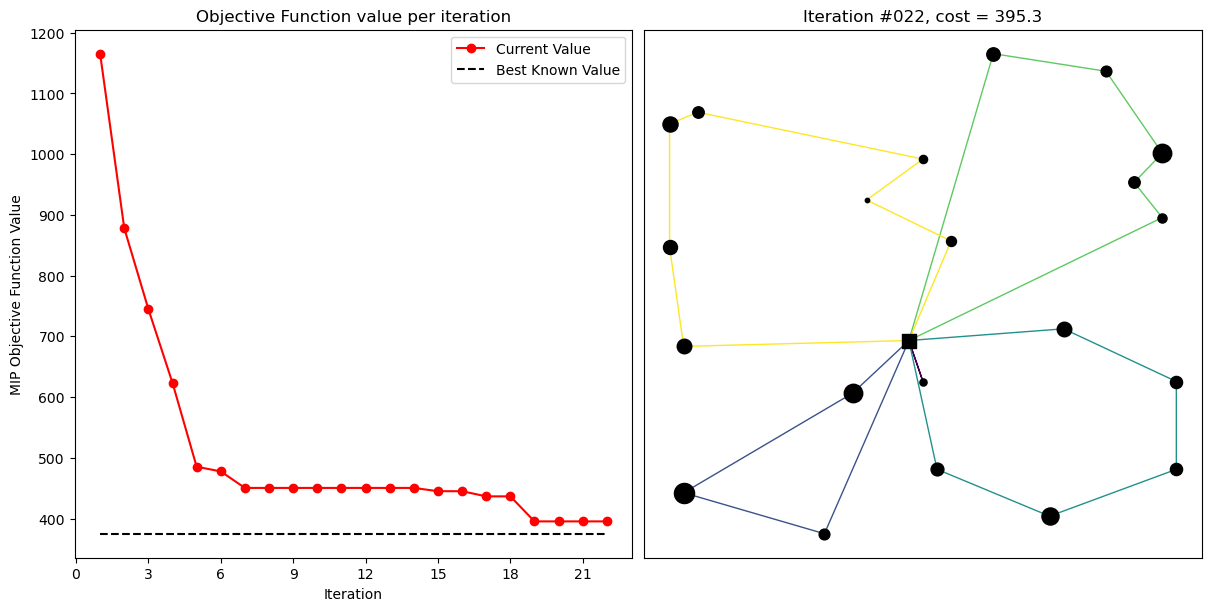 Objective Function value per iteration
Current Value
Best Known Value
MIP Objective Function Value
1200
1100
1000
900
800
700
600
500
400
0 3 6 9 12 15 18 21
Iteration
Iteration #022, cost = 395.3